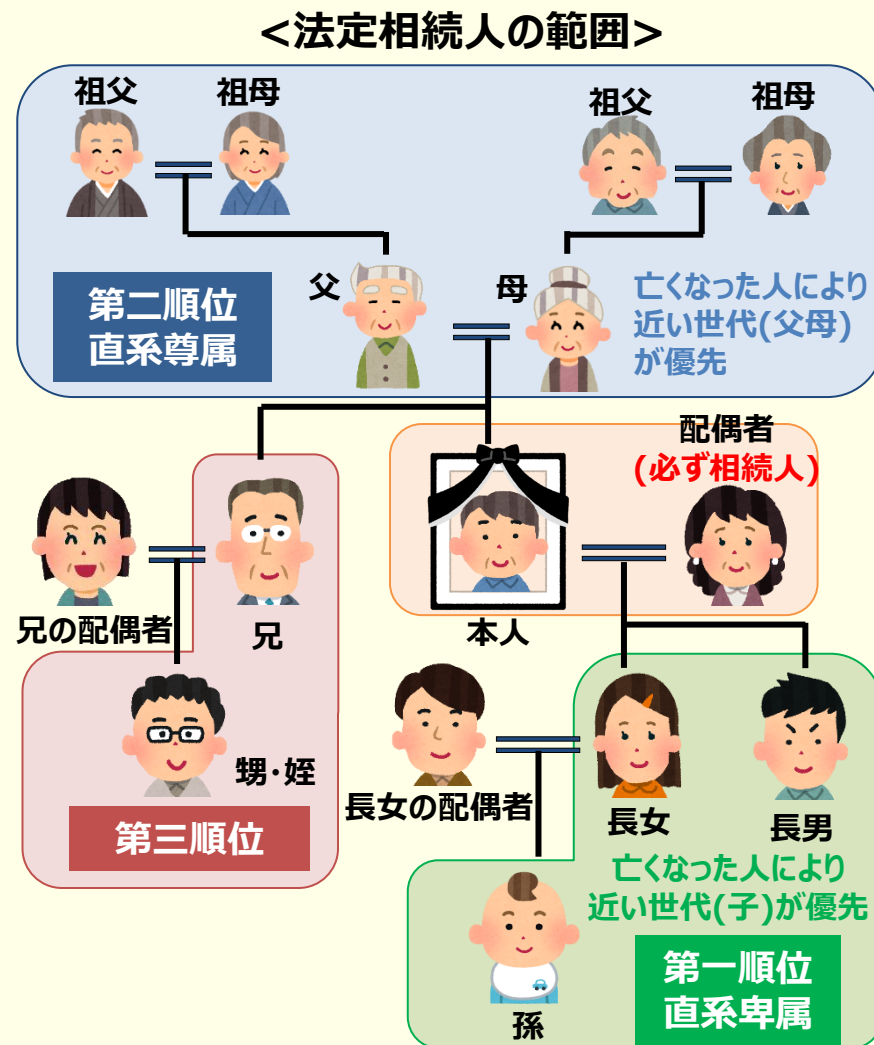 <法定相続人の範囲>
祖父
祖母
祖父
祖母
父
母
第二順位
直系尊属
亡くなった人により
近い世代(父母)
が優先
配偶者
(必ず相続人)
兄の配偶者
兄
本人
甥・姪
第三順位
長女の配偶者
長女
長男
亡くなった人により
近い世代(子)が優先
孫
第一順位
直系卑属